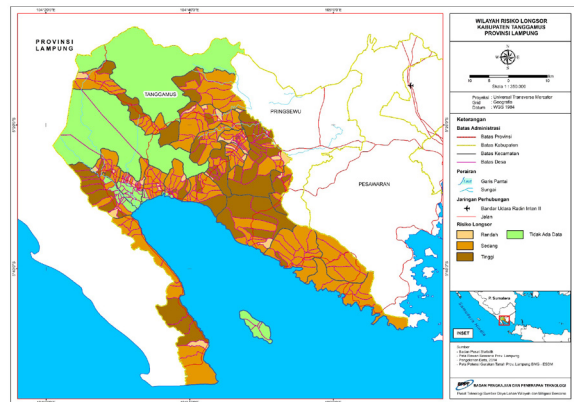 PROVINSI
LAMPUNG
TANGGAMUS
PRINGSEWU
PESAWARAN
WILAYAH RISIKO LONGSOR
KABUPATEN TANGGAMUS
PROVINSI LAMPUNG
Skala 1 : 250.000
Proyeksi : Universal Transverse Mercator
Grid : Geografis
Datum : WGS 1984
Keterangan
Batas Administrasi
Batas Provinsi
Batas Kabupaten
Batas Kecamatan
Batas Desa
Perairan
Garis Pantai
Sungai
Jaringan Perhubungan
Bandar Udara Radin Inten II
Jalan
Risiko Longsor
Rendah
Tidak Ada Data
Sedang
Tinggi
P. Sumatera
INSET
Sumber
- Badan Pusat Statistik
BADAN PENGKAJIAN DAN PENERAPAN TEKNOLOGI